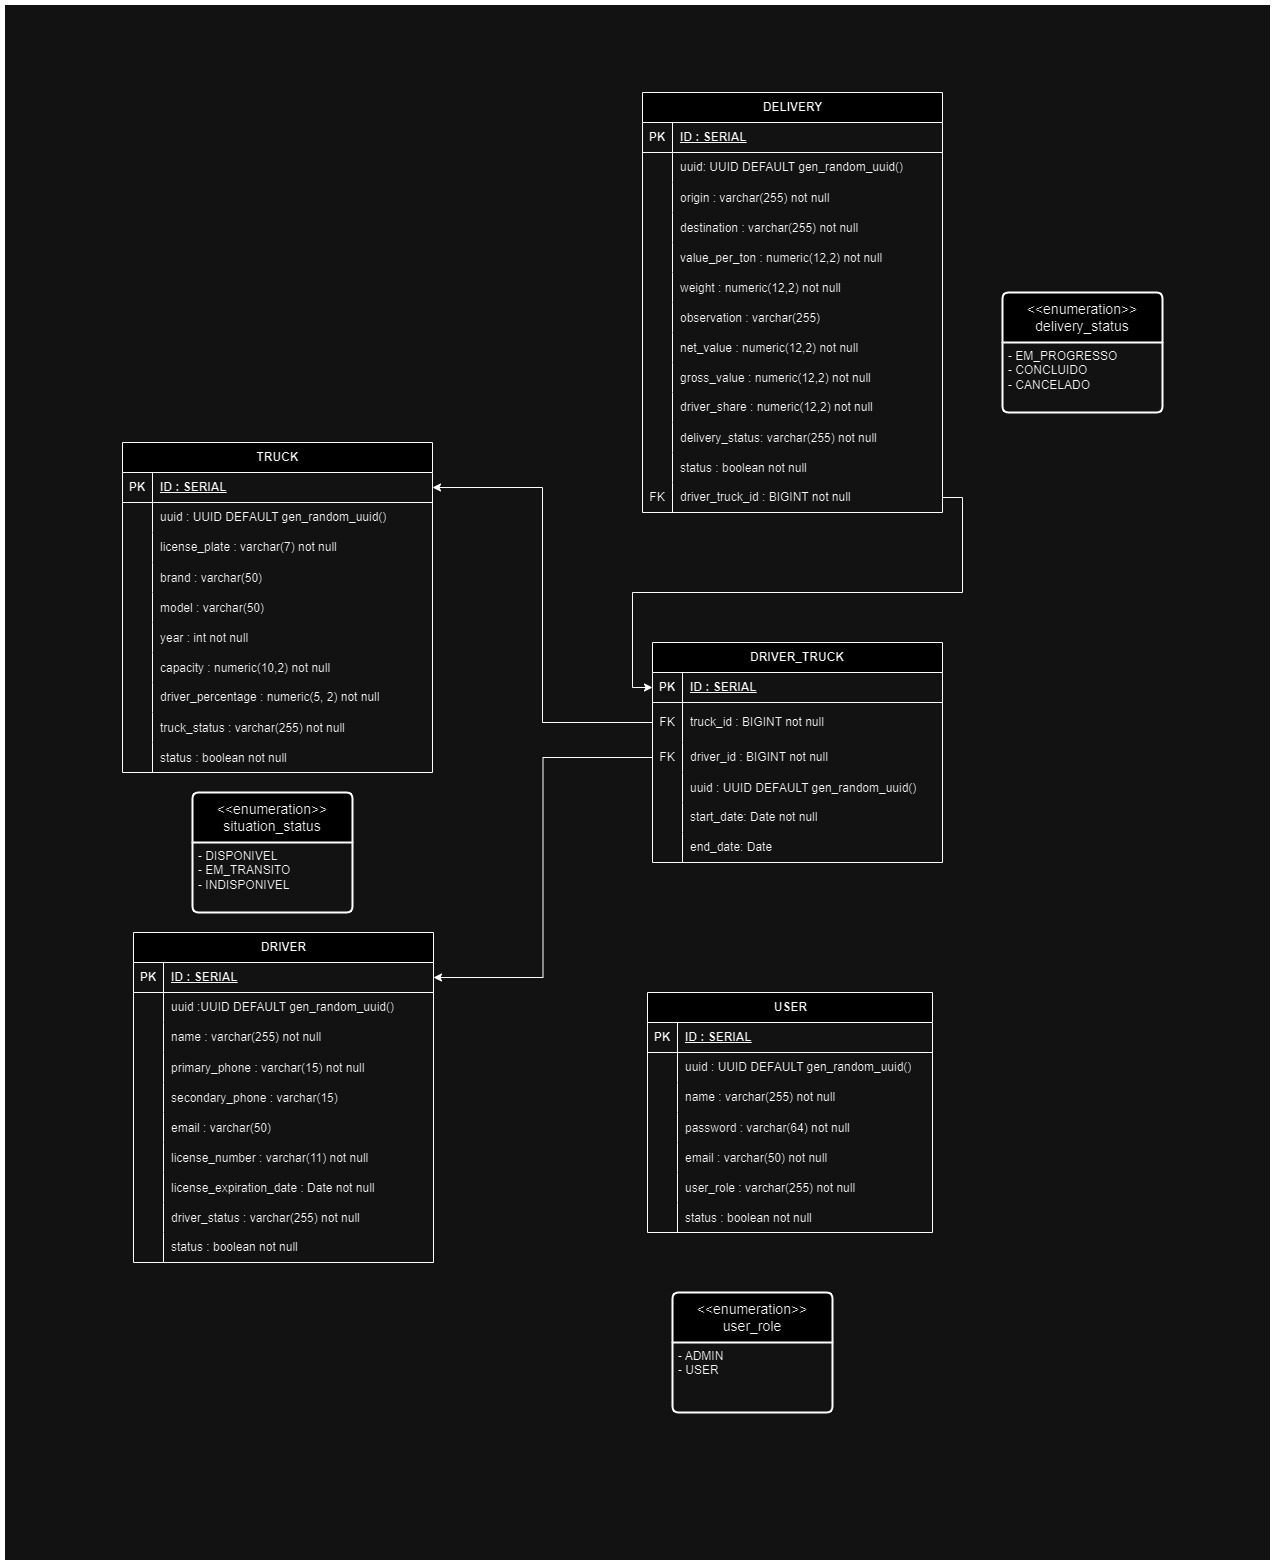 DELIVERY
PK ID : SERIAL
uuid: UUID DEFAULT gen_random_uuid()
origin : varchar(255) not null
destination : varchar(255) not null
value_per_ton : numeric(12,2) not null
weight : numeric(12,2) not null
observation : varchar(255)
net_value : numeric(12,2) not null
gross_value : numeric(12,2) not null
driver_share : numeric(12,2) not null
delivery_status: varchar(255) not null
status : boolean not null
FK driver_truck_id : BIGINT not null
<<enumeration>>
delivery_status
- EM_PROGRESSO
- CONCLUIDO
- CANCELADO
TRUCK
PK ID : SERIAL
uuid : UUID DEFAULT gen_random_uuid()
license_plate : varchar(7) not null
brand : varchar(50)
model : varchar(50)
year : int not null
capacity : numeric(10,2) not null
driver_percentage : numeric(5, 2) not null
truck_status : varchar(255) not null
status : boolean not null
DRIVER_TRUCK
PK ID : SERIAL
FK truck_id : BIGINT not null
FK driver_id : BIGINT not null
uuid : UUID DEFAULT gen_random_uuid()
start_date: Date not null
end_date: Date
<<enumeration>>
situation_status
- DISPONIVEL
- EM_TRANSITO
- INDISPONIVEL
DRIVER
PK ID : SERIAL
uuid :UUID DEFAULT gen_random_uuid()
name : varchar(255) not null
primary_phone : varchar(15) not null
secondary_phone : varchar(15)
email : varchar(50)
license_number : varchar(11) not null
license_expiration_date : Date not null
driver_status : varchar(255) not null
status : boolean not null
USER
PK ID : SERIAL
uuid : UUID DEFAULT gen_random_uuid()
name : varchar(255) not null
password : varchar(64) not null
email : varchar(50) not null
user_role : varchar(255) not null
status : boolean not null
<<enumeration>>
user_role
- ADMIN
- USER